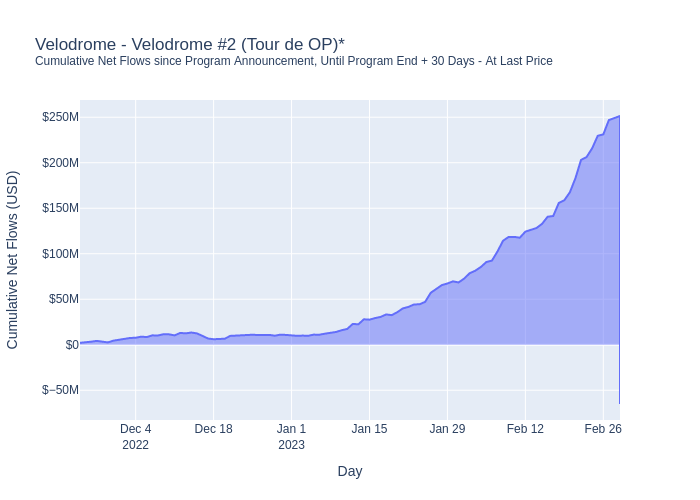 Velodrome - Velodrome #2 (Tour de OP)*
Cumulative Net Flows since Program Announcement, Until Program End + 30 Days - At Last Price
Cumulative Net Flows (USD)
$250M
$200M
$150M
$100M
$50M
$0
$−50M
Dec 4
2022
Dec 18
Jan 1
2023
Jan 15
Jan 29
Feb 12
Feb 26
Day